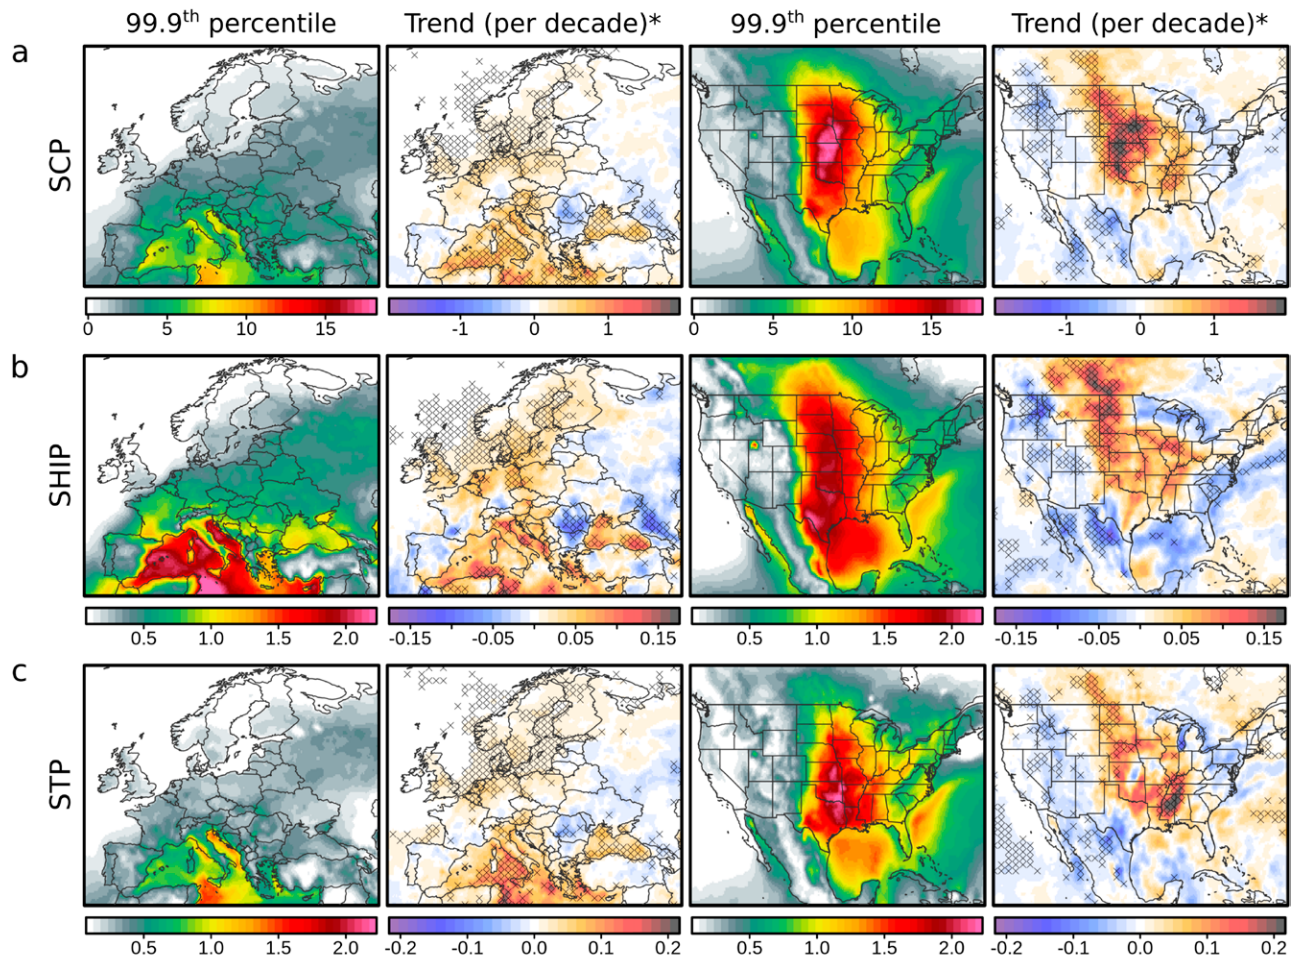 99.9th percentile Trend (per decade)* 99.9th percentile Trend (per decade)*
a
SCP
0 5 10 15 -1 0 1 0 5 10 15 -1 0 1
b
SHIP
0.5 1.0 1.5 2.0 -0.15 -0.05 0.05 0.15 0.5 1.0 1.5 2.0 -0.15 -0.05 0.05 0.15
c
STP
0.5 1.0 1.5 2.0 -0.2 -0.1 0.0 0.1 0.2 0.5 1.0 1.5 2.0 -0.2 -0.1 0.0 0.1 0.2